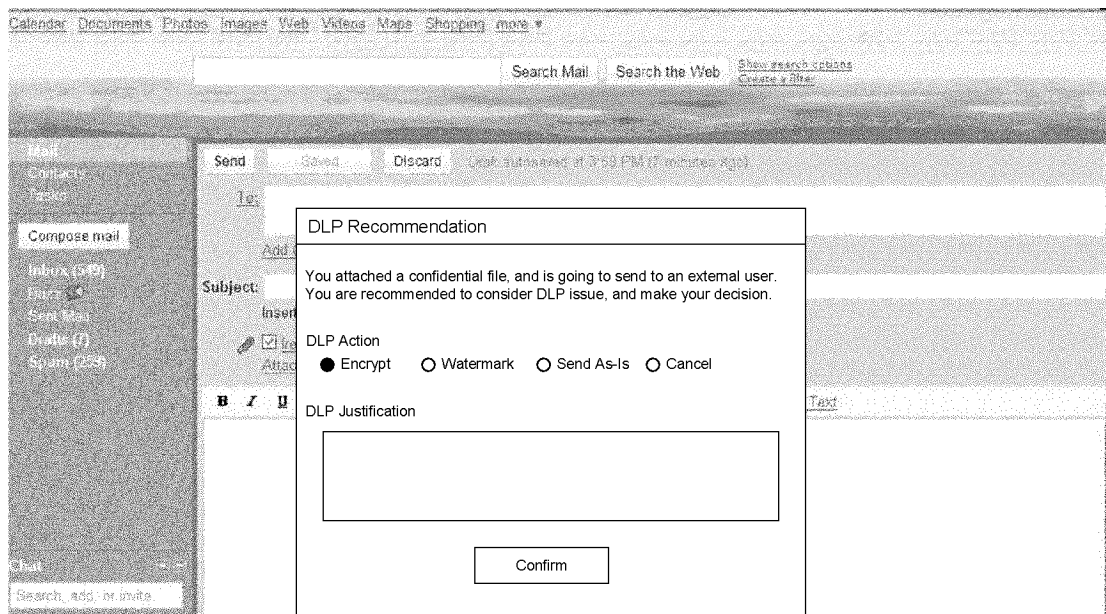 Calendar Documents Photos Images Web Videos Maps Shopping more ▼
Search Mail Search the Web Show search options
Create a filter
Mail
Contacts
Tasks
Send Saved Discard Draft autosaved at 3:53 PM (7 minutes ago)
To:
Compose mail
DLP Recommendation
Add
Inbox (549)
You attached a confidential file, and is going to send to an external user.
Subject:
You are recommended to consider DLP issue, and make your decision.
Sent Mail
Insert
Drafts (7)
DLP Action
Encrypt Watermark Send As-Is Cancel
B I U
Text
DLP Justification
Confirm
Chat
Search, add, or invite